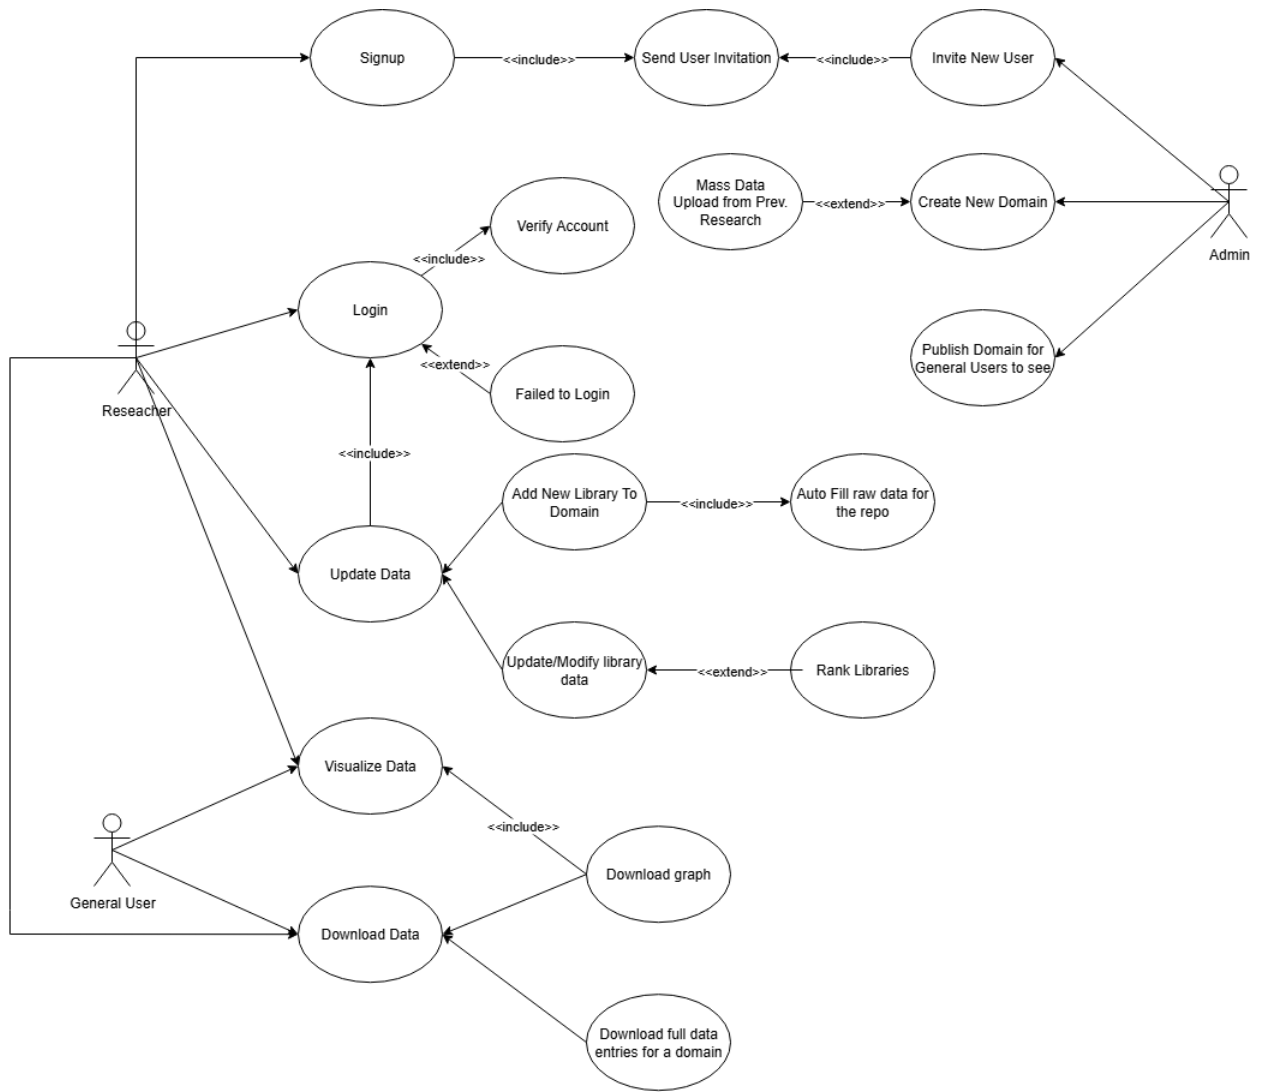 Signup
<<include>>
Send User Invitation
<<include>>
Invite New User
Mass Data
Upload from Prev.
Research
<<extend>>
Create New Domain
Admin
Verify Account
<<include>>
Login
Publish Domain for
General Users to see
<<extend>>
Failed to Login
Reseacher
<<include>>
Add New Library To
Domain
<<include>>
Auto Fill raw data for
the repo
Update Data
Update/Modify library
data
<<extend>>
Rank Libraries
Visualize Data
<<include>>
Download graph
General User
Download Data
Download full data
entries for a domain